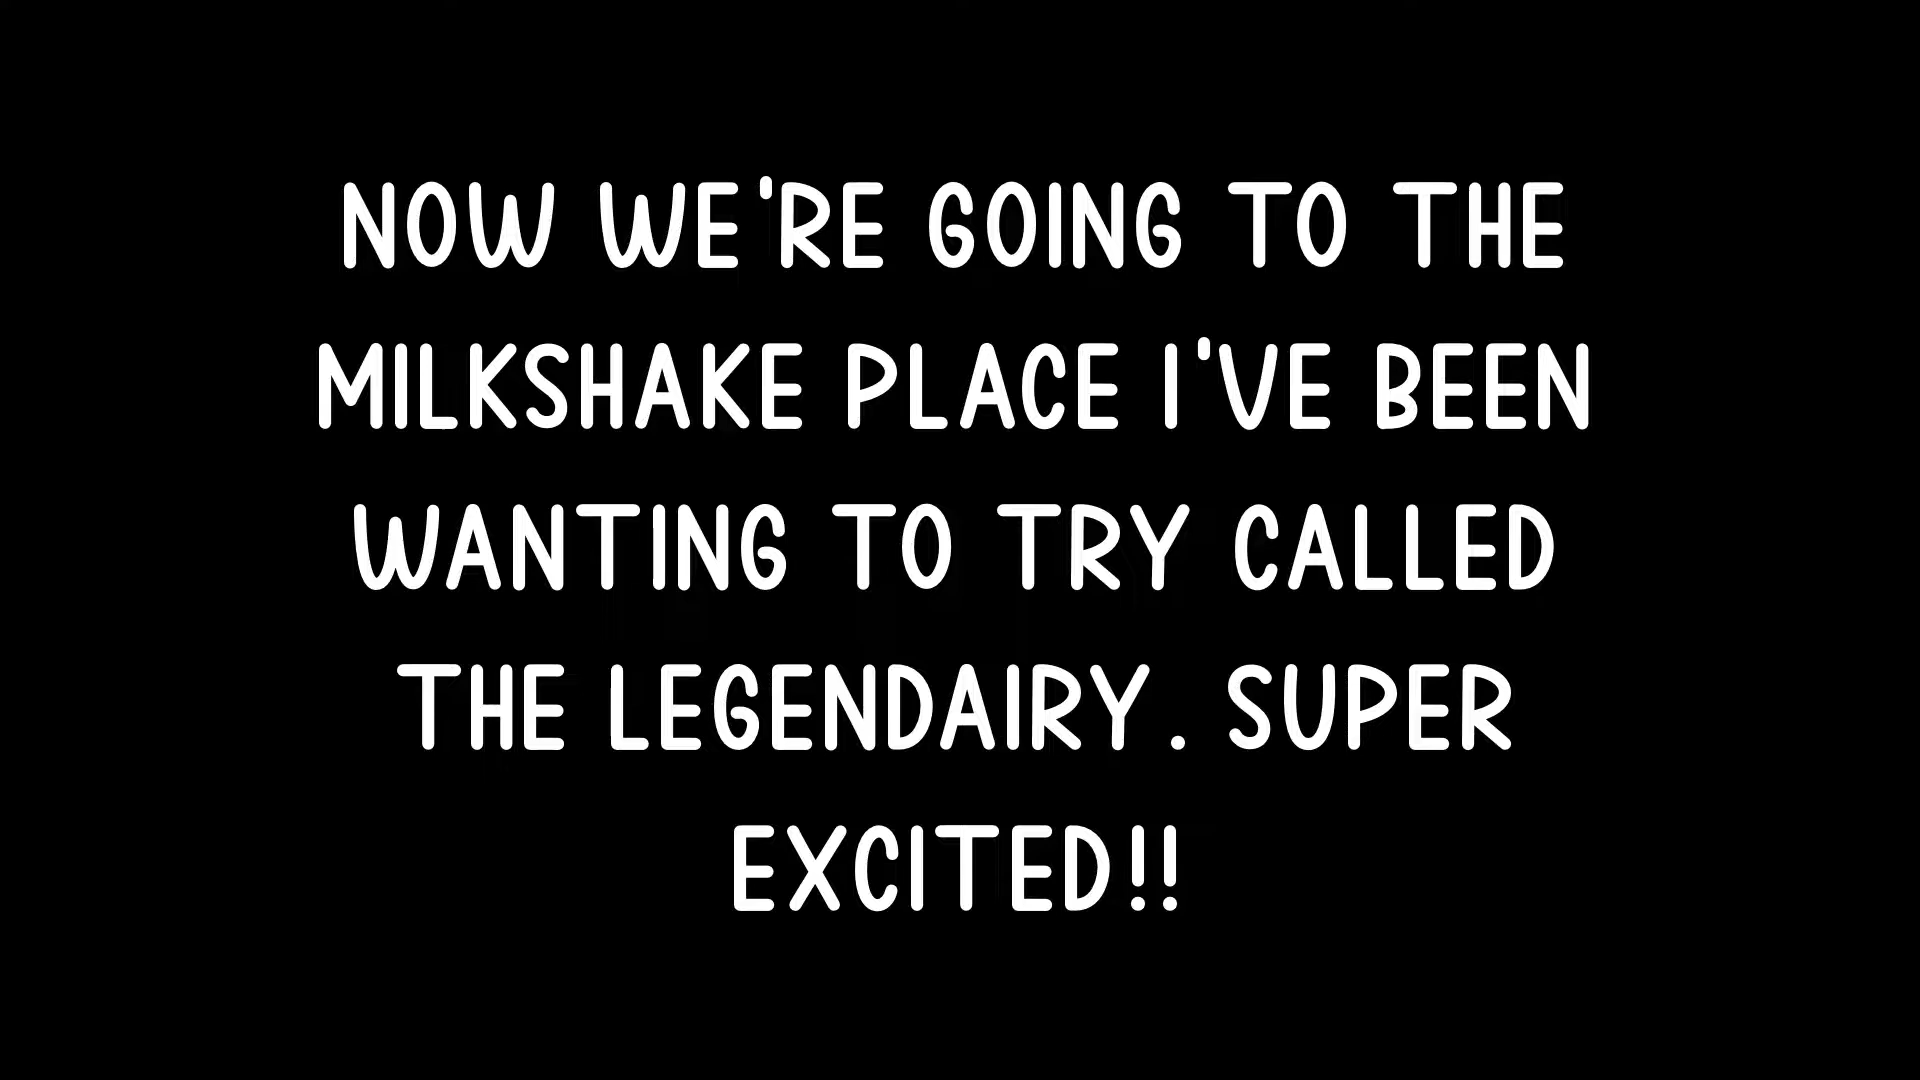 NOW WE'RE GOING TO THE
MILKSHAKE PLACE I'VE BEEN
WANTING TO TRY CALLED
THE LEGENDAIRY. SUPER
EXCITED!!